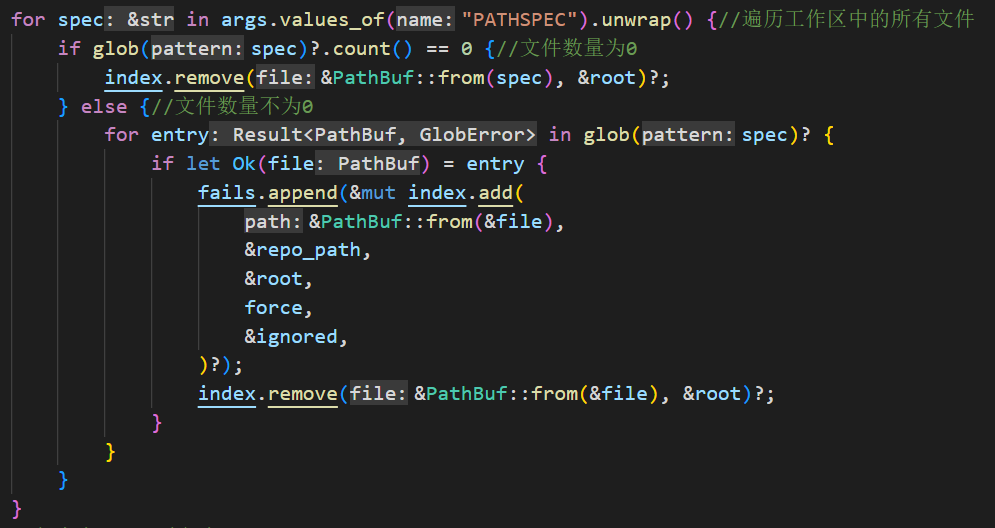 for spec: &str in args.values_of(name: "PATHSPEC").unwrap() {//遍历工作区中的所有文件
    if glob(pattern: spec)?.count() == 0 {//文件数量为0
        index.remove(file: &PathBuf::from(spec), &root)?;
    } else {//文件数量不为0
        for entry: Result<PathBuf, GlobError> in glob(pattern: spec)? {
            if let Ok(file: PathBuf) = entry {
                fails.append(&mut index.add(
                    path: &PathBuf::from(&file),
                    &repo_path,
                    &root,
                    force,
                    &ignored,
                )?);
                index.remove(file: &PathBuf::from(&file), &root)?;
            }
        }
    }
}